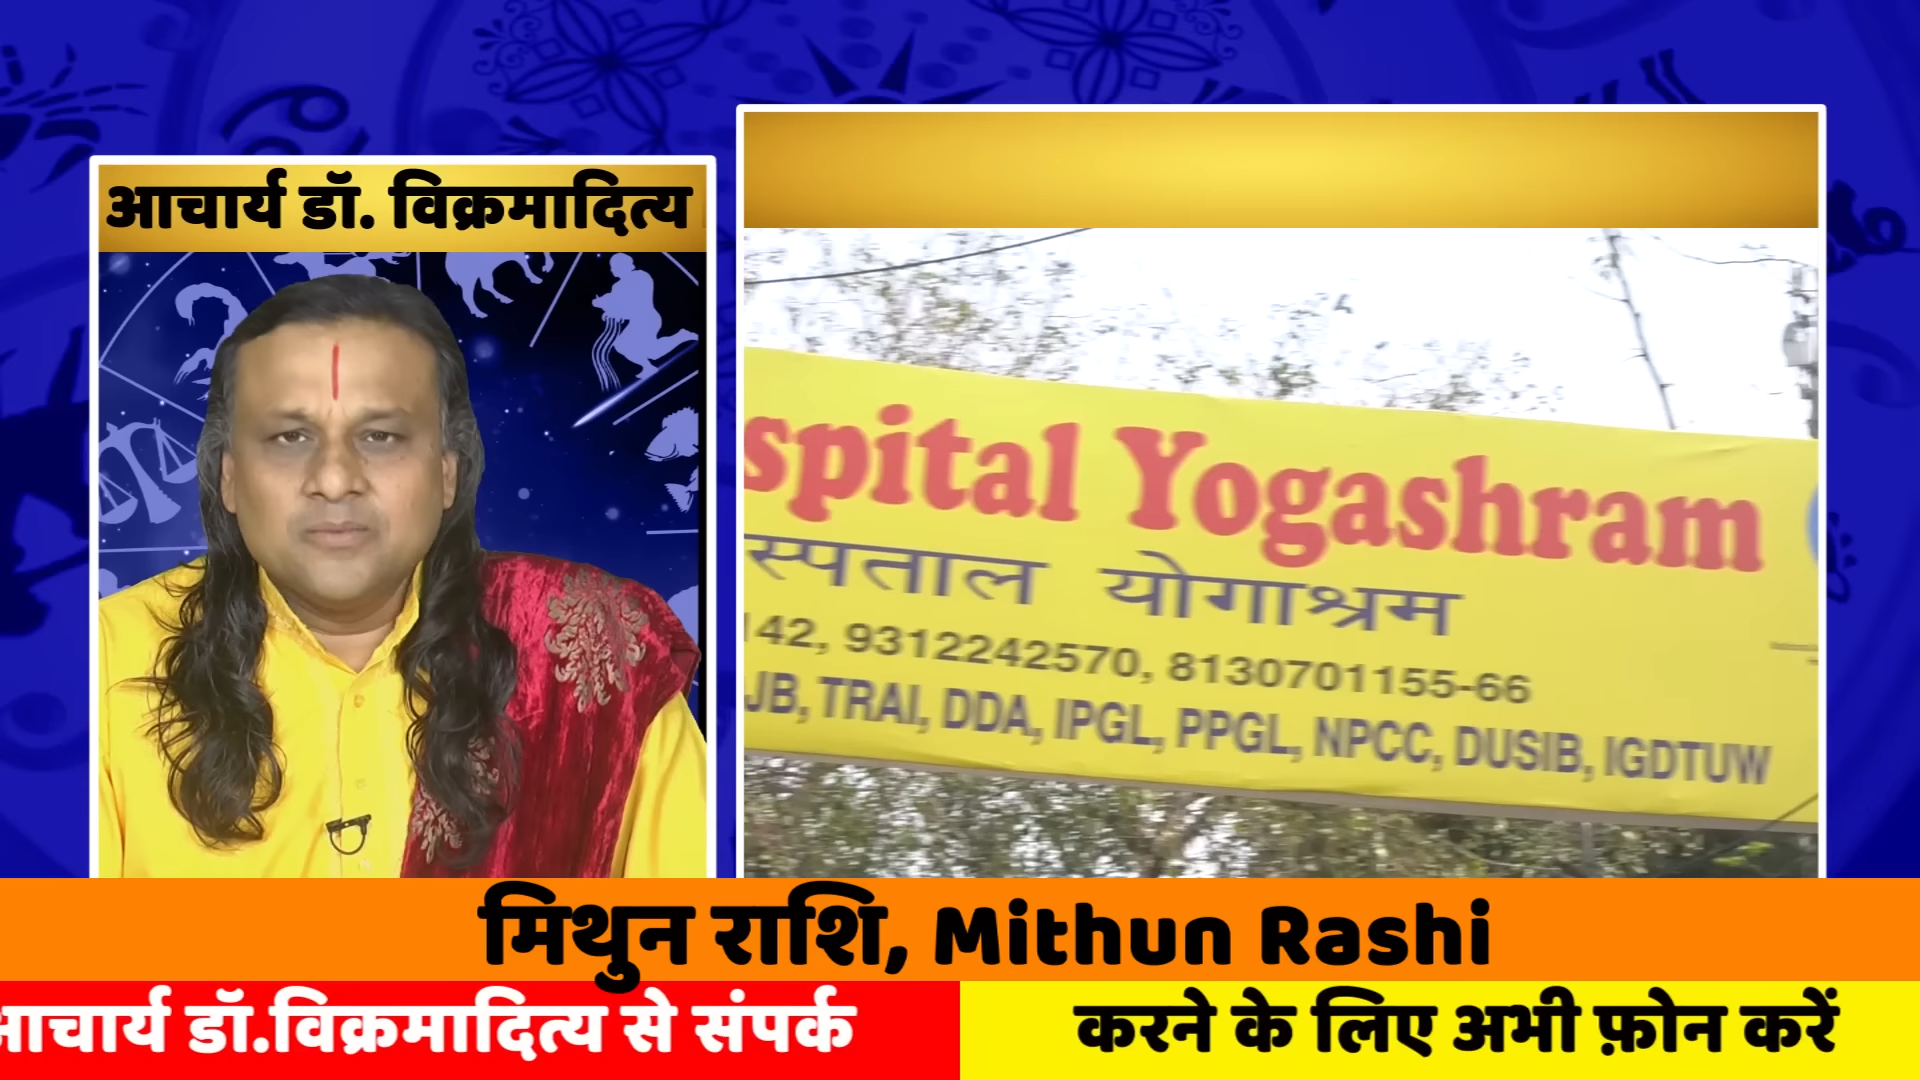 आचार्य डॉ. विक्रमादित्य
spital Yogashram
स्पताल योगाश्रम
142, 9312242570, 8130701155-66
JB, TRAI, DDA, IPGL, PPGL, NPCC, DUSIB, IGDTUW
मिथुन राशि, Mithun Rashi
आचार्य डॉ.विक्रमादित्य से संपर्क करने के लिए अभी फ़ोन करें